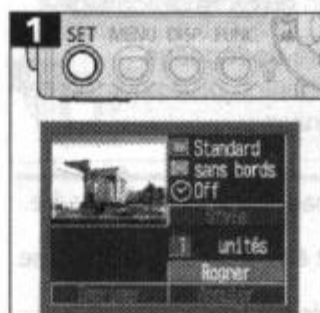 1
SET MENU DISP. FUNC.
Standard
sans bords
Off
Style
1 unités
Rogner